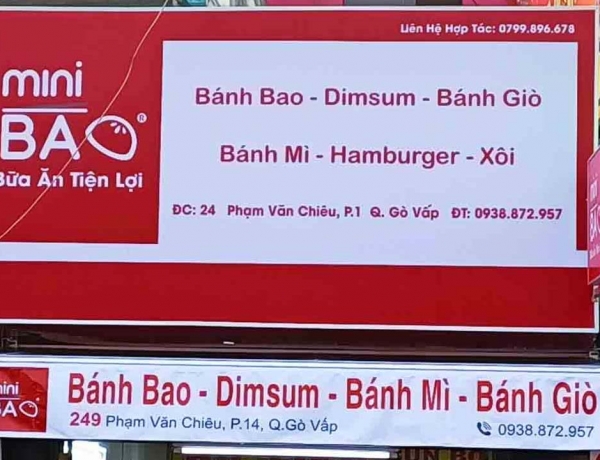 Liên Hệ Hợp Tác: 0799.896.678
mini
BAO®
Bữa Ăn Tiện Lợi
Bánh Bao - Dimsum - Bánh Giò
Bánh Mì - Hamburger - Xôi
ĐC: 24 Phạm Văn Chiêu, P.1 Q. Gò Vấp ĐT: 0938.872.957
mini
BAO
Bánh Bao - Dimsum - Bánh Mì - Bánh Giò
249 Phạm Văn Chiêu, P.14, Q.Gò Vấp
0938.872.957